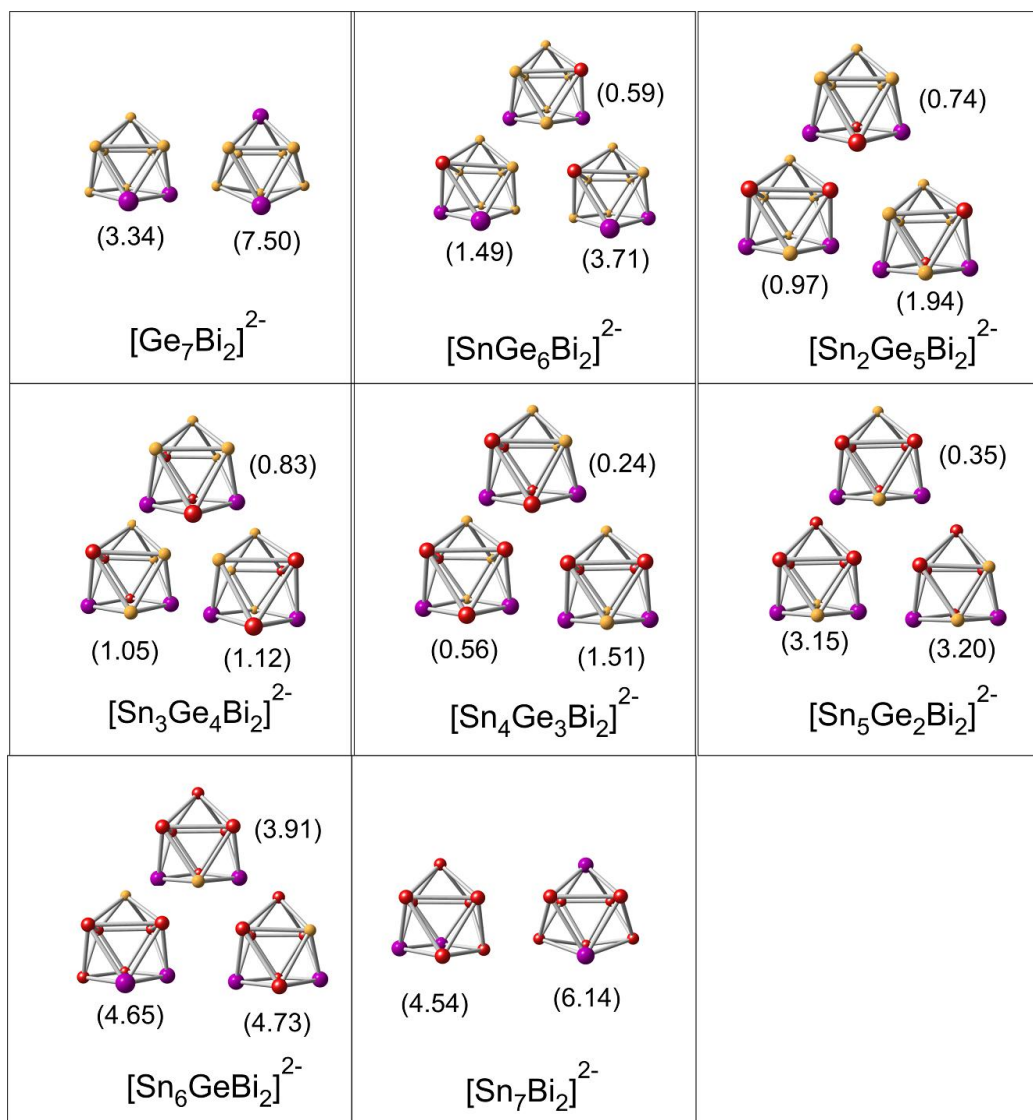 (3.34) (7.50)
[Ge₇Bi₂]²⁻
(0.59)
(1.49) (3.71)
[SnGe₆Bi₂]²⁻
(0.74)
(0.97) (1.94)
[Sn₂Ge₅Bi₂]²⁻
(0.83)
(1.05) (1.12)
[Sn₃Ge₄Bi₂]²⁻
(0.24)
(0.56) (1.51)
[Sn₄Ge₃Bi₂]²⁻
(0.35)
(3.15) (3.20)
[Sn₅Ge₂Bi₂]²⁻
(3.91)
(4.65) (4.73)
[Sn₆GeBi₂]²⁻
(4.54) (6.14)
[Sn₇Bi₂]²⁻